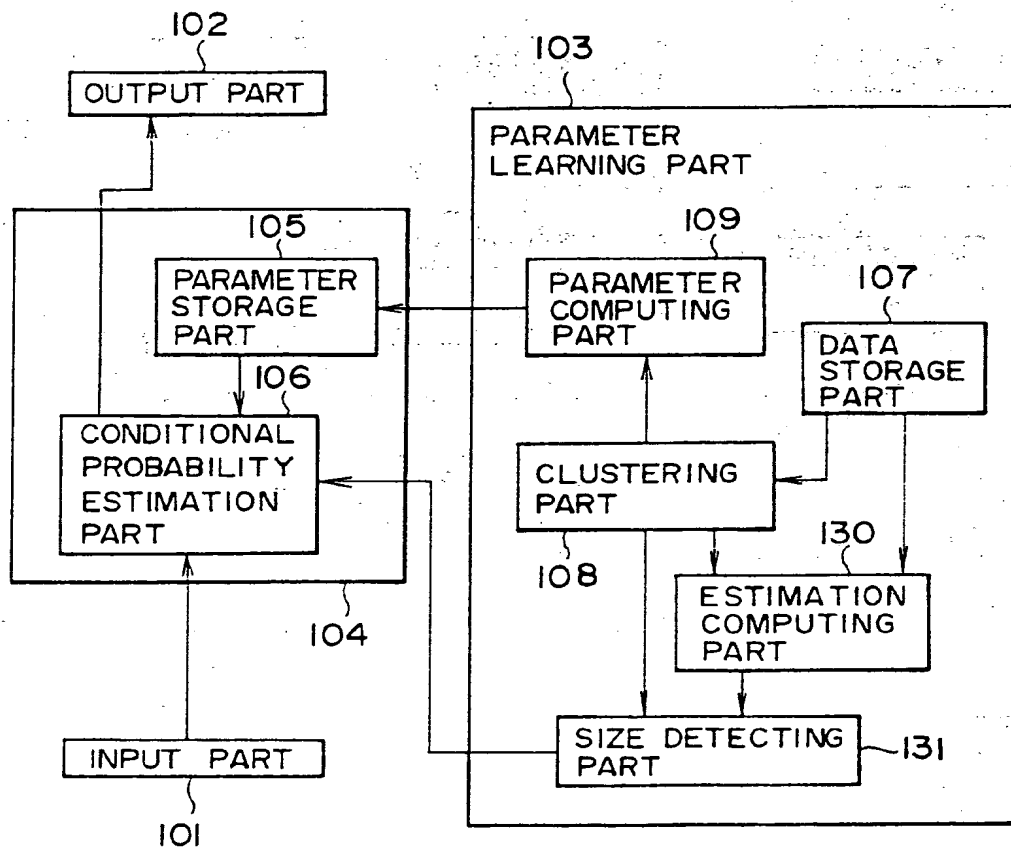 102
OUTPUT PART
103
PARAMETER
LEARNING PART
105
PARAMETER
STORAGE
PART
109
PARAMETER
COMPUTING
PART
107
DATA
STORAGE
PART
106
CONDITIONAL
PROBABILITY
ESTIMATION
PART
CLUSTERING
PART
108
130
ESTIMATION
COMPUTING
PART
104
INPUT PART
101
SIZE DETECTING
PART
131